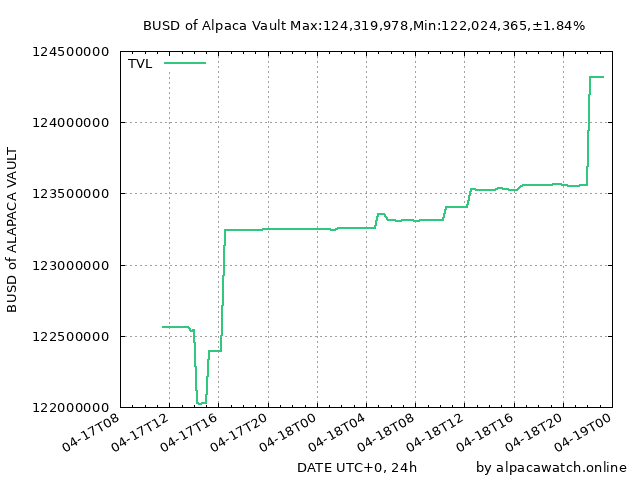 BUSD of Alpaca Vault Max:124,319,978,Min:122,024,365,±1.84%
TVL
124500000
124000000
123500000
123000000
122500000
122000000
BUSD of ALAPACA VAULT
04-17T08
04-17T12
04-17T16
04-17T20
04-18T00
04-18T04
04-18T08
04-18T12
04-18T16
04-18T20
04-19T00
DATE UTC+0, 24h
by alpacawatch.online